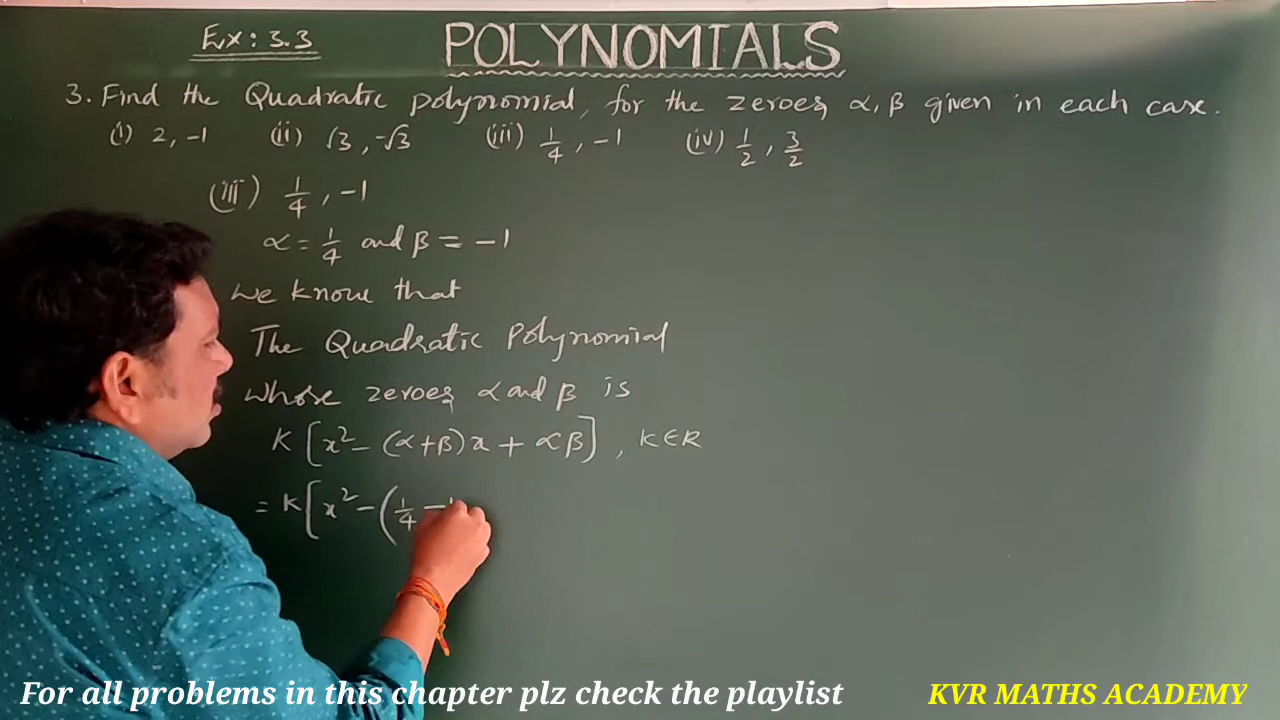 Ex: 3.3
POLYNOMIALS
3. Find the Quadratic polynomial, for the zeroes α, β given in each case.
(i) 2, -1 (ii) √3, -√3 (iii) 1/4, -1 (iv) 1/2, 3/2
(iii) 1/4, -1
α = 1/4 and β = -1
We know that
The Quadratic Polynomial
whose zeroes α and β is
K[x² - (α+β)x + αβ], K∈R
= K[x² - (1/4 - 1
For all problems in this chapter plz check the playlist
KVR MATHS ACADEMY